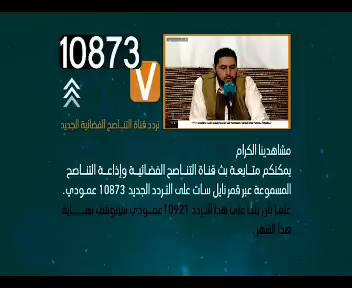 10873
V
تردد قناة التناصح الفضائية الجديد
مشاهدينا الكرام
يمكنكم متابعة بث قناة التناصح الفضائية وإذاعة التناصح
المسموعة عبر قمر نايل سات على التردد الجديد 10873 عمودي.
علما بأن بثنا على هذا التردد 10921 عمودي سيتوقف نهاية
هذا الشهر.